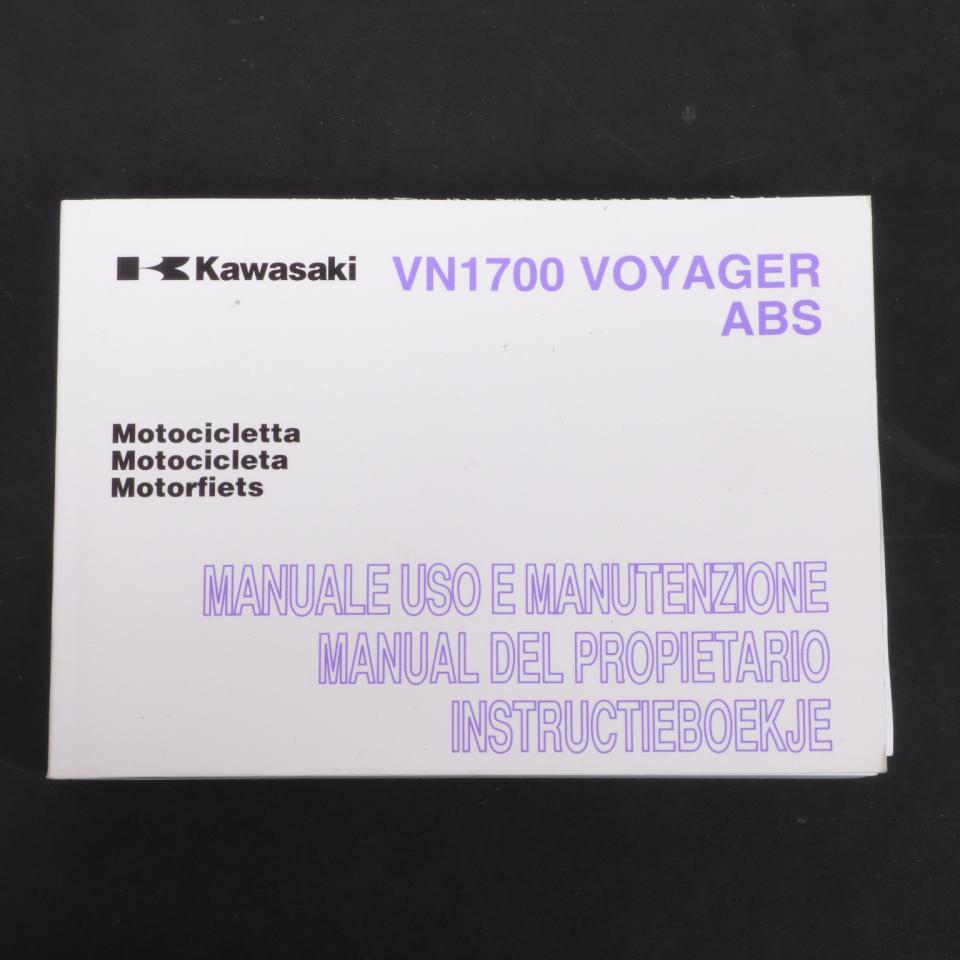 Kawasaki VN1700 VOYAGER
ABS
Motocicletta
Motocicleta
Motorfiets
MANUALE USO E MANUTENZIONE
MANUAL DEL PROPIETARIO
INSTRUCTIEBOEKJE